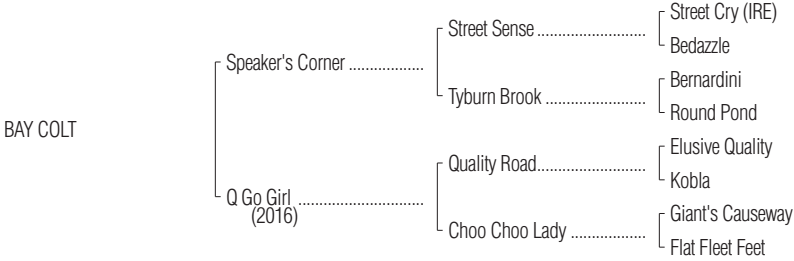 Street Cry (IRE)
Street Sense ..........................
Bedazzle
Speaker's Corner ..................
Bernardini
Tyburn Brook ........................
Round Pond
BAY COLT
Elusive Quality
Quality Road..........................
Kobla
Q Go Girl ..............................
(2016)
Giant's Causeway
Choo Choo Lady ..................
Flat Fleet Feet